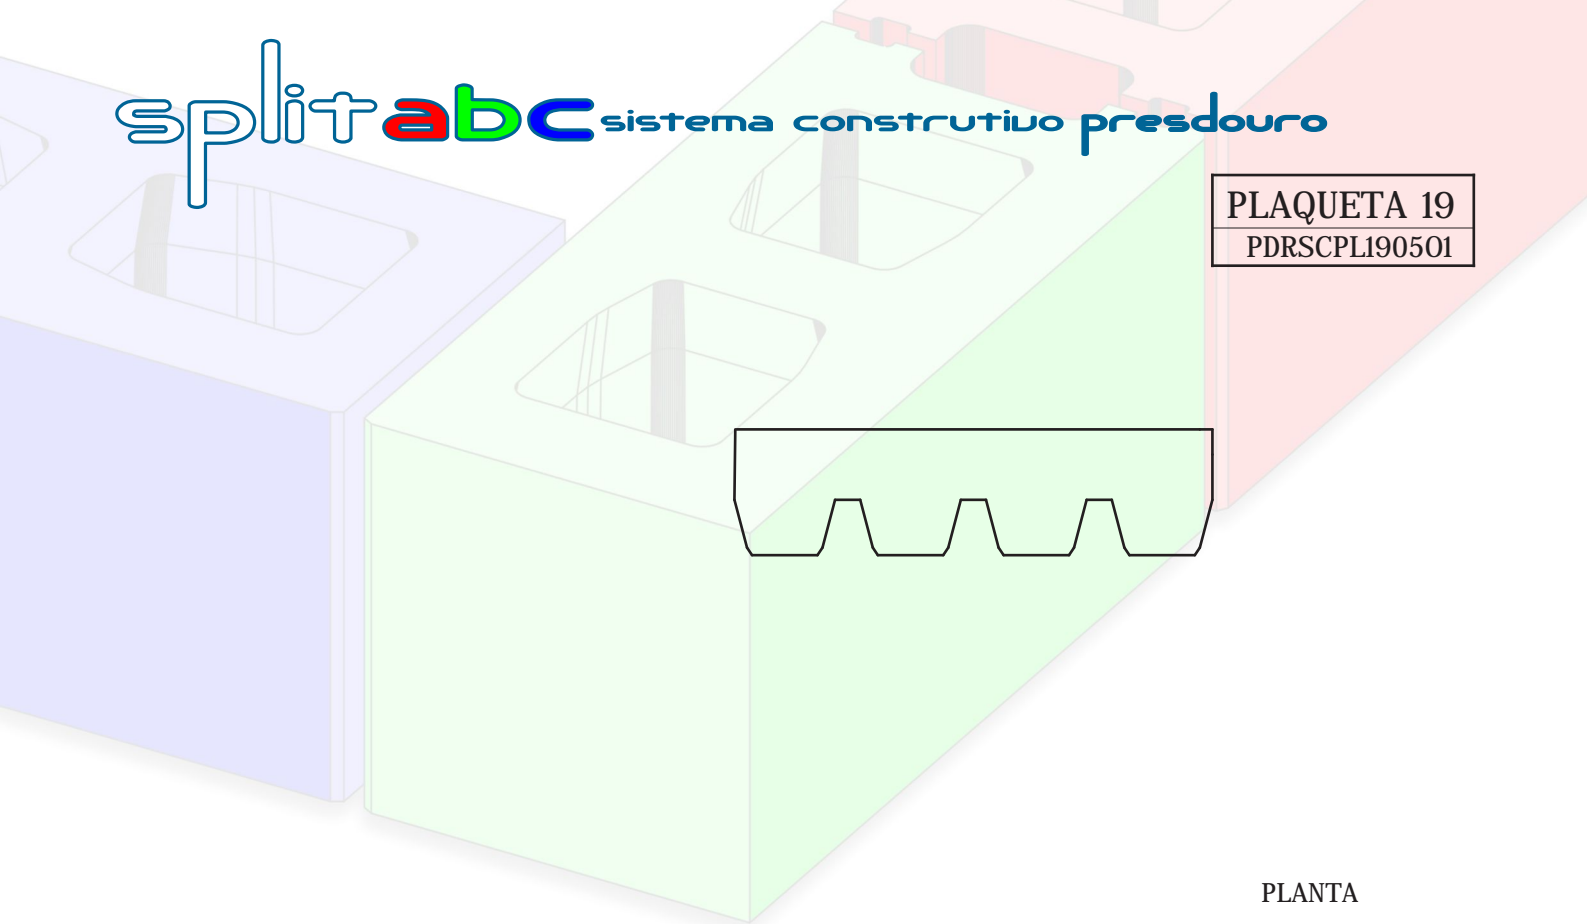 splitabc sistema construtivo presdouro
PLAQUETA 19
PDRSCPL190501
PLANTA